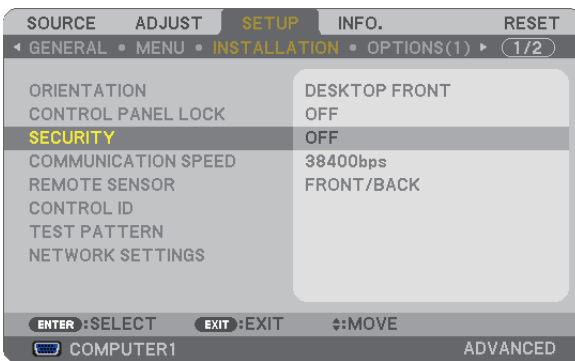 SOURCE ADJUST SETUP INFO. RESET
◀ GENERAL • MENU • INSTALLATION • OPTIONS(1) ▶ 1/2
ORIENTATION DESKTOP FRONT
CONTROL PANEL LOCK OFF
SECURITY OFF
COMMUNICATION SPEED 38400bps
REMOTE SENSOR FRONT/BACK
CONTROL ID
TEST PATTERN
NETWORK SETTINGS
ENTER :SELECT EXIT :EXIT ♦:MOVE
COMPUTER1 ADVANCED